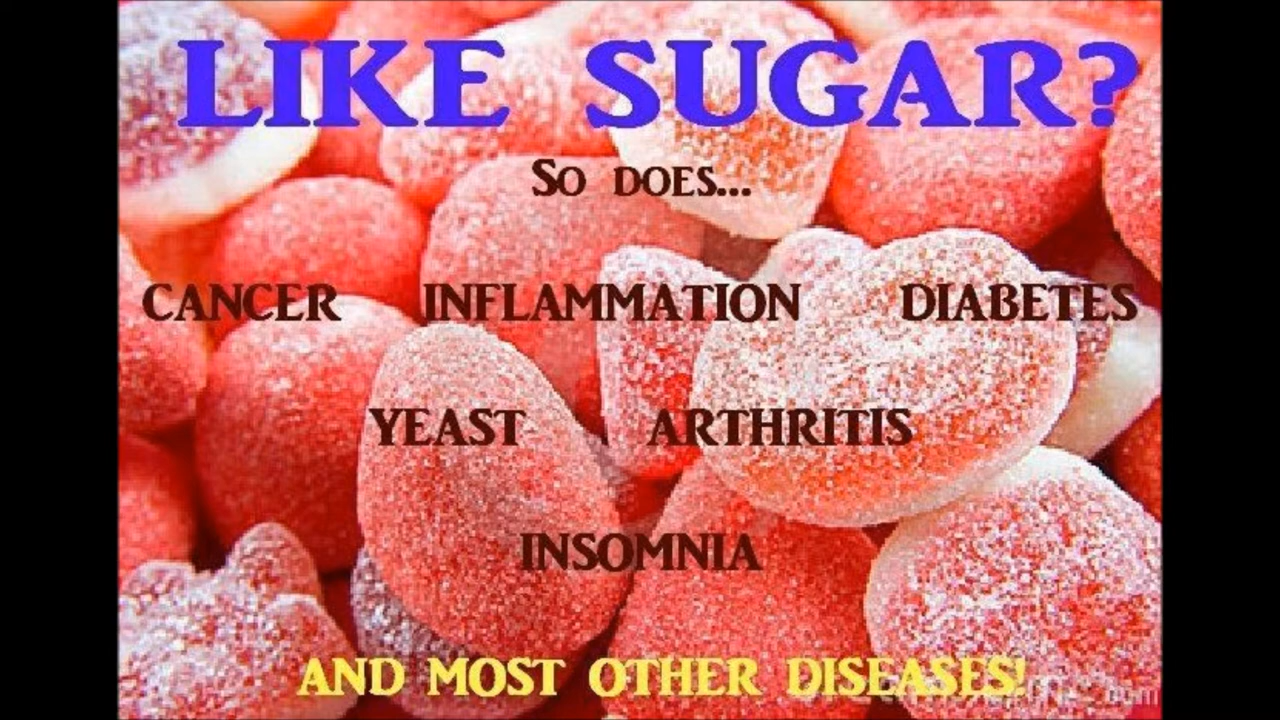 LIKE SUGAR?
So does...
CANCER INFLAMMATION DIABETES
YEAST ARTHRITIS
INSOMNIA
AND MOST OTHER DISEASES!